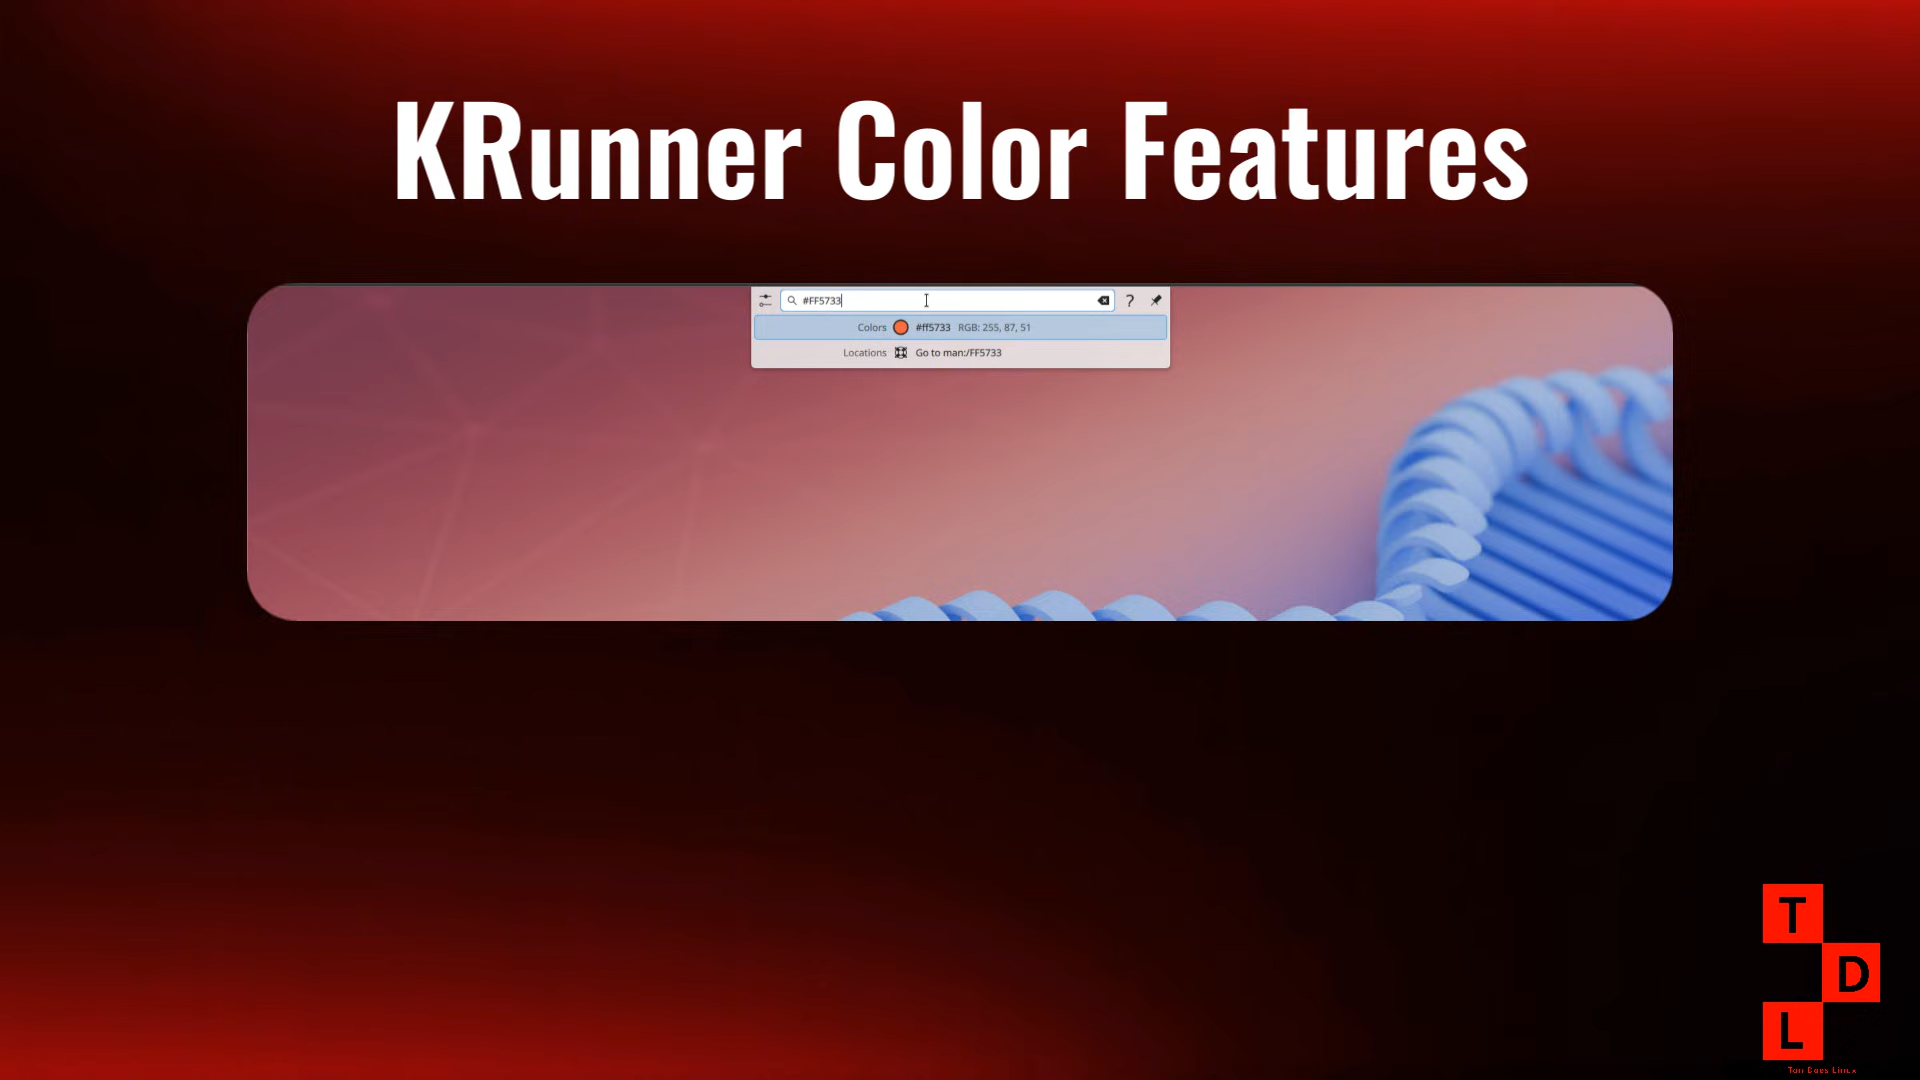 KRunner Color Features
#FF5733
?
Colors #ff5733 RGB: 255, 87, 51
Locations Go to man:/FF5733
T
D
L